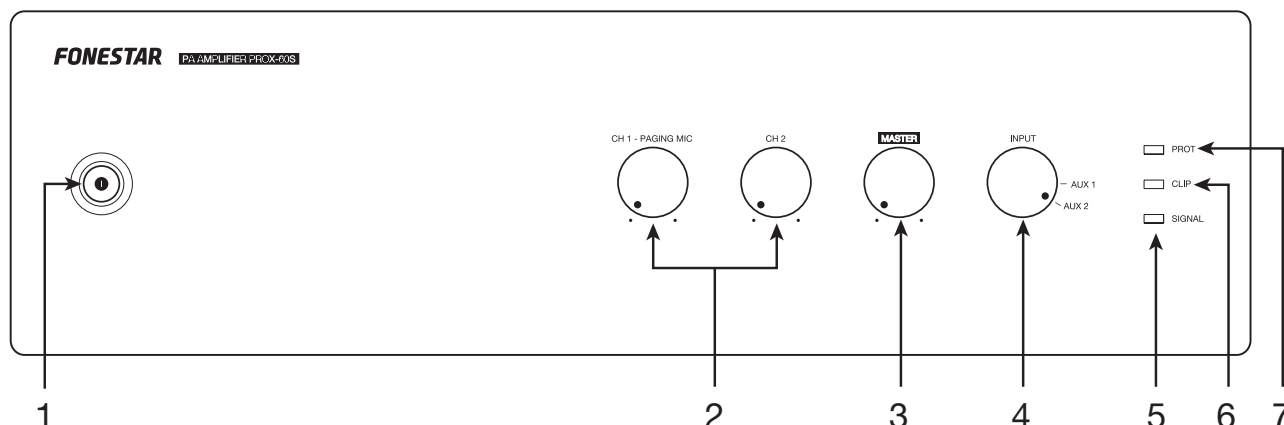 FONESTAR PA AMPLIFIER PROX-60S
CH 1 - PAGING MIC CH 2 MASTER INPUT
PROT
AUX 1 CLIP
AUX 2
SIGNAL
1 2 3 4 5 6 7